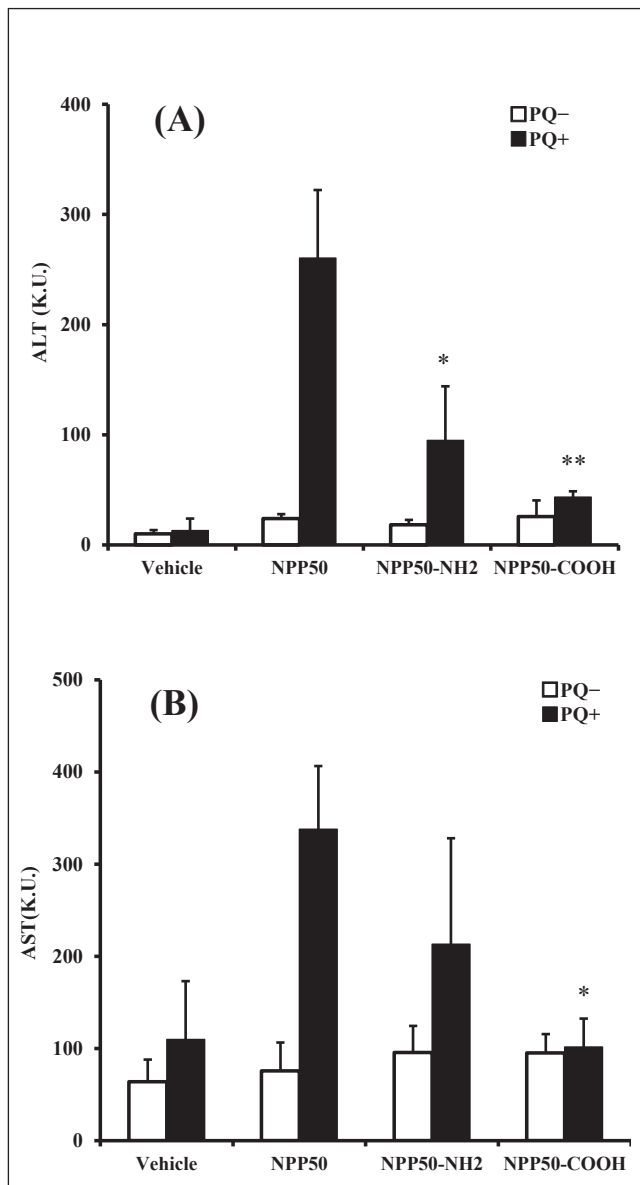 (A)
PQ−
PQ+
400
300
200
100
0
ALT (K.U.)
*
**
Vehicle NPP50 NPP50-NH2 NPP50-COOH
(B)
PQ−
PQ+
500
400
300
200
100
0
AST(K.U.)
*
Vehicle NPP50 NPP50-NH2 NPP50-COOH